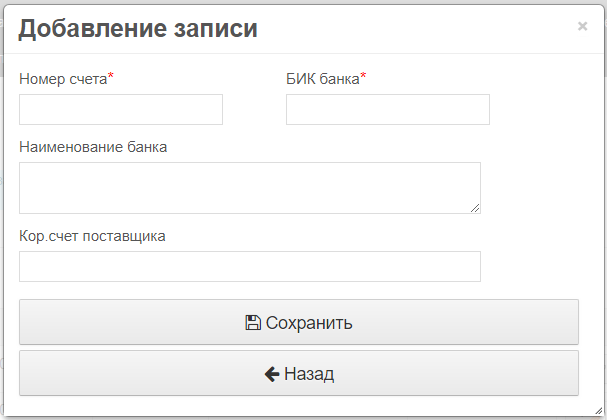 Добавление записи ×
Номер счета* БИК банка*
Наименование банка
Кор.счет поставщика
Сохранить
Назад